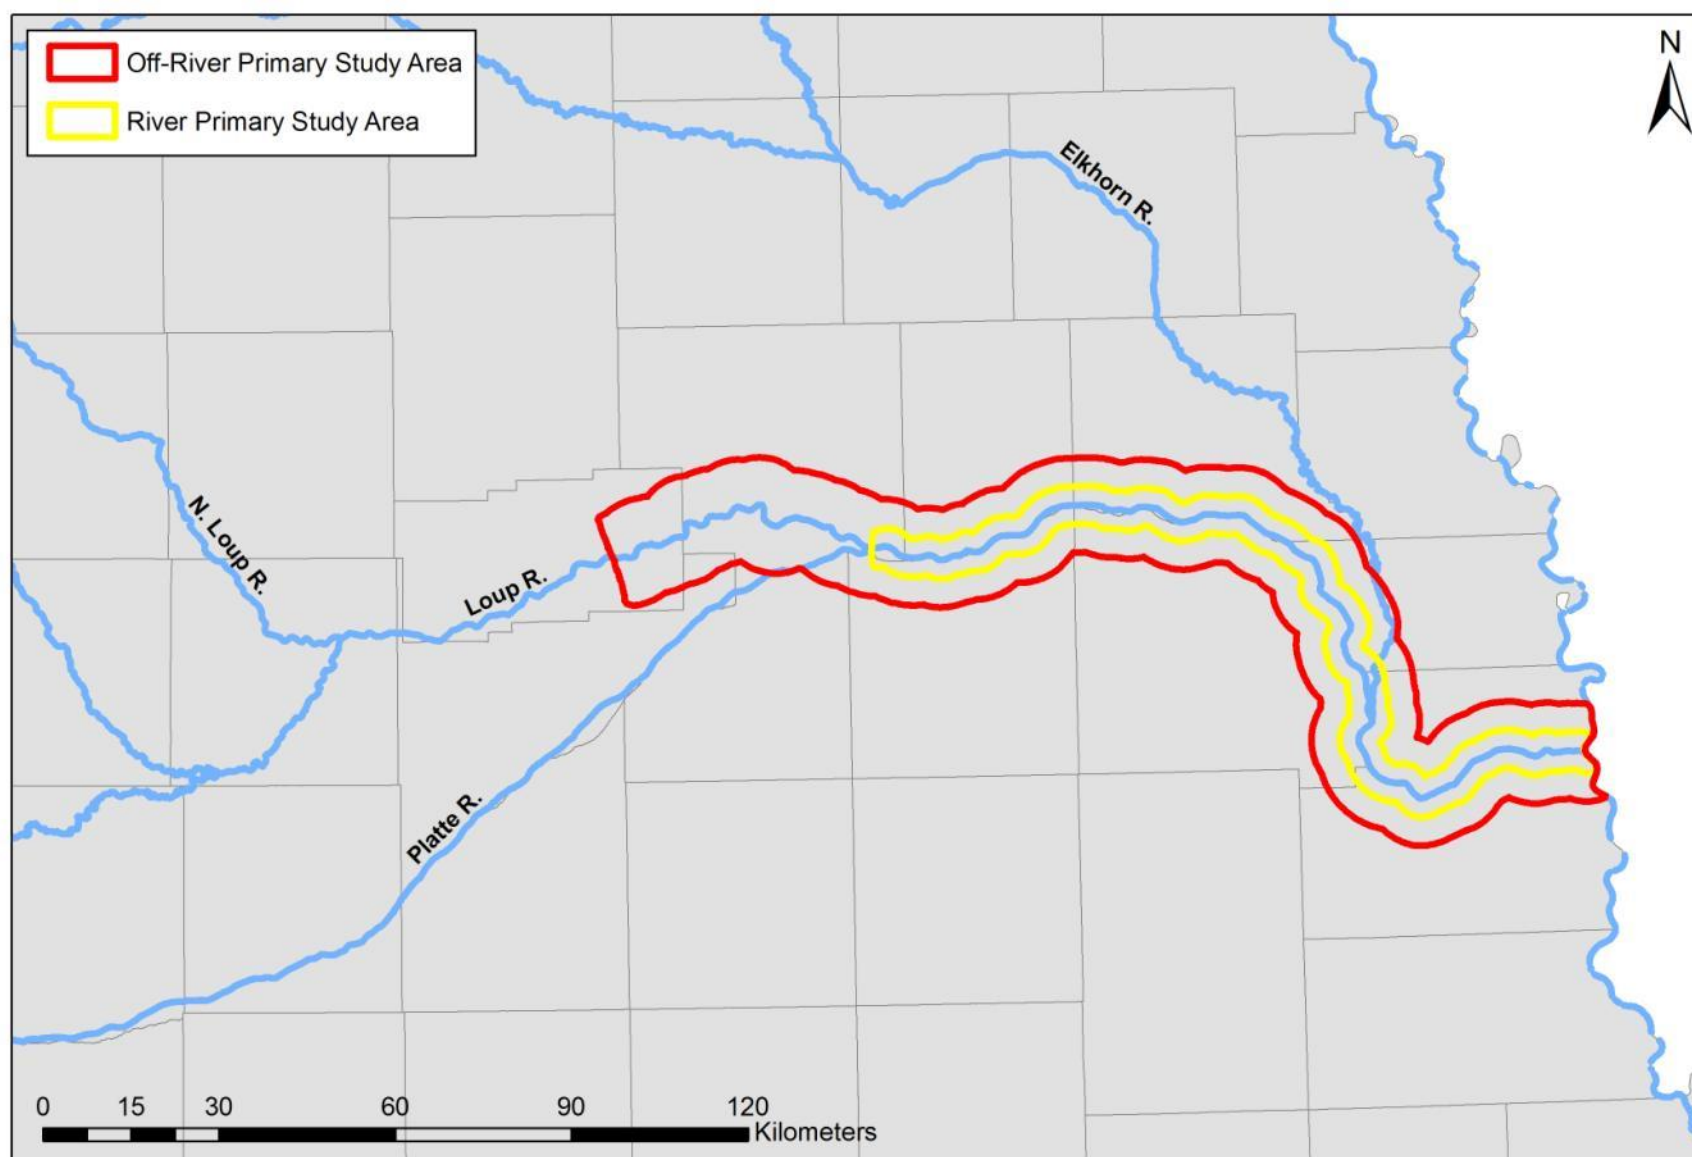 Off-River Primary Study Area
River Primary Study Area
N
Elkhorn R.
N. Loup R.
Loup R.
Platte R.
0 15 30 60 90 120
Kilometers